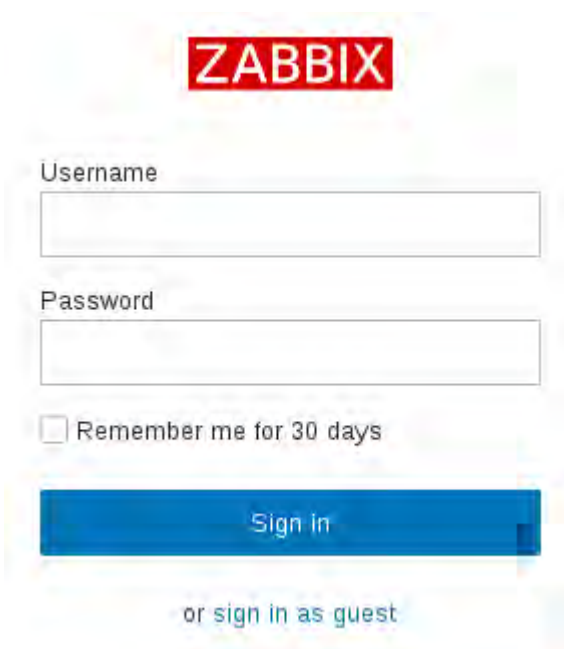 ZABBIX
Username
Password
Remember me for 30 days
Sign in
or sign in as guest